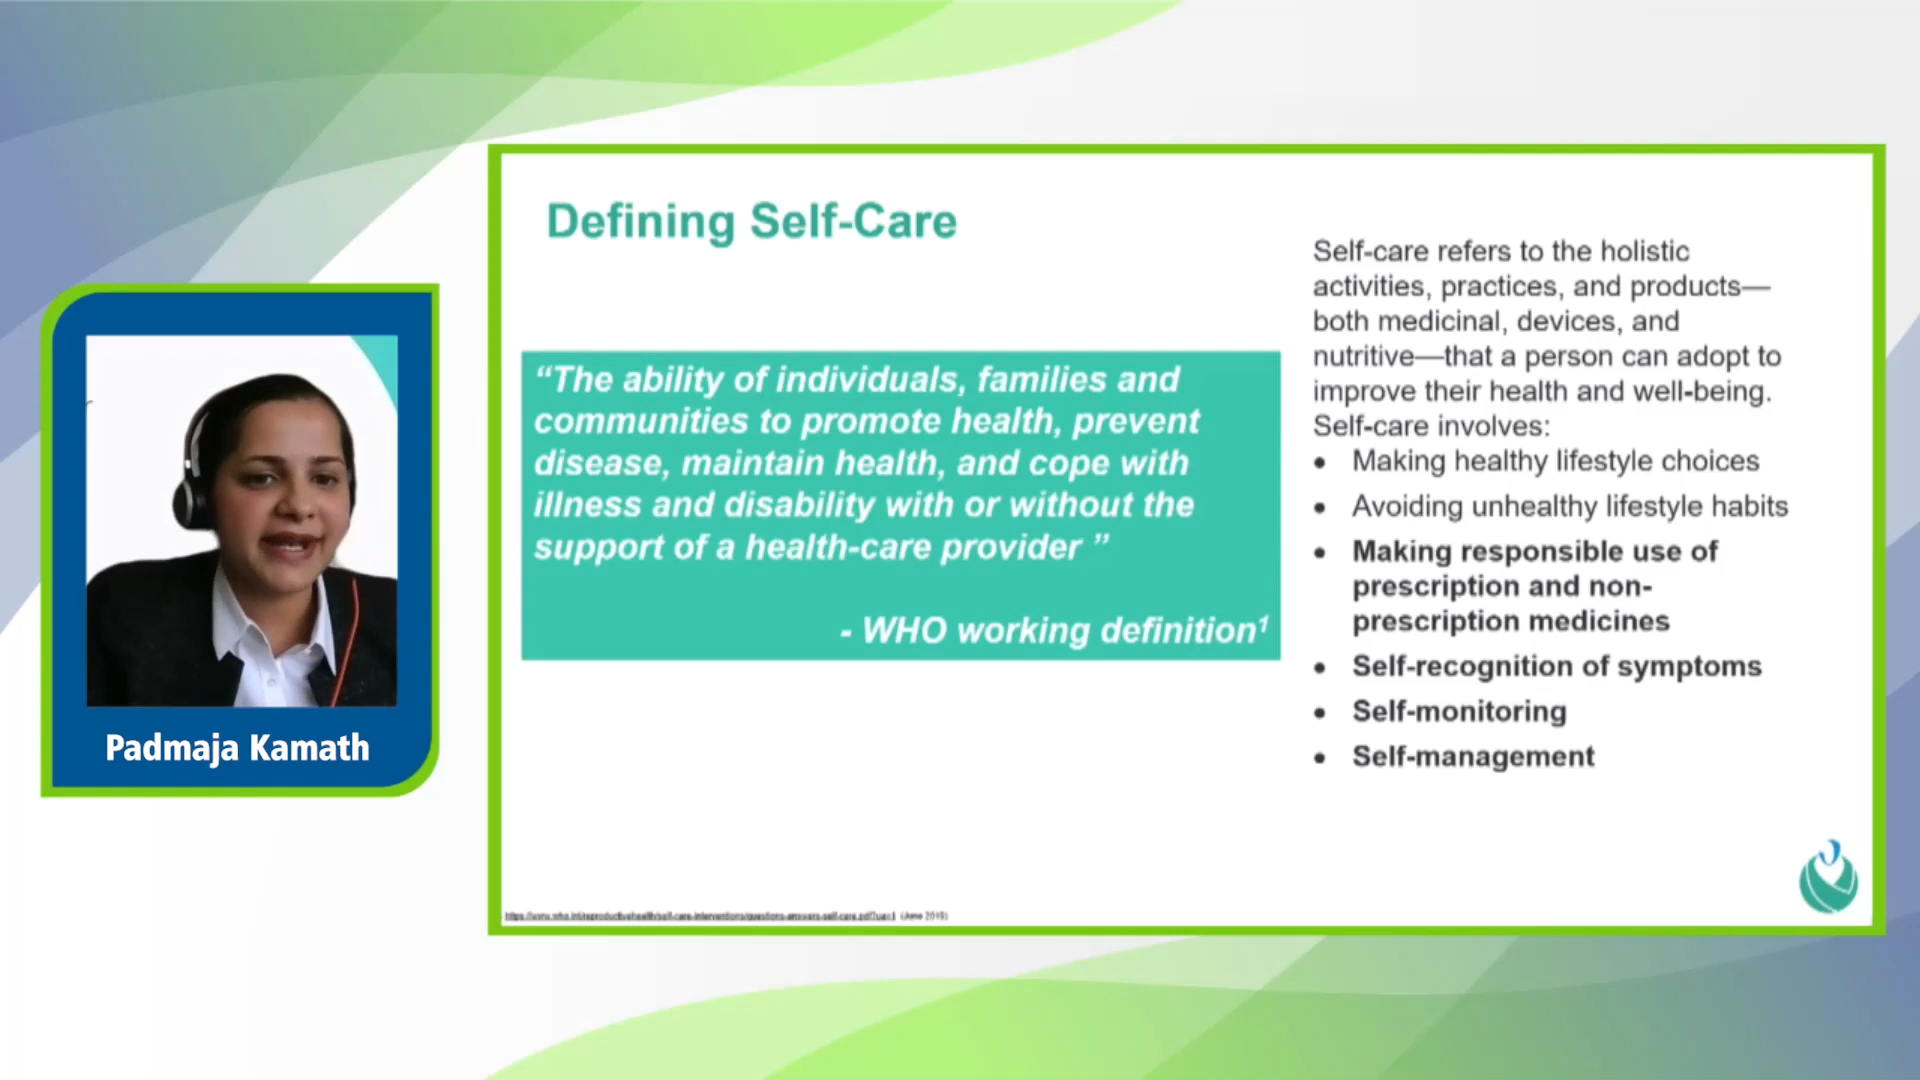 Defining Self-Care
“The ability of individuals, families and
communities to promote health, prevent
disease, maintain health, and cope with
illness and disability with or without the
support of a health-care provider ”
- WHO working definition¹
Self-care refers to the holistic
activities, practices, and products—
both medicinal, devices, and
nutritive—that a person can adopt to
improve their health and well-being.
Self-care involves:
• Making healthy lifestyle choices
• Avoiding unhealthy lifestyle habits
• Making responsible use of
prescription and non-
prescription medicines
• Self-recognition of symptoms
• Self-monitoring
• Self-management
Padmaja Kamath